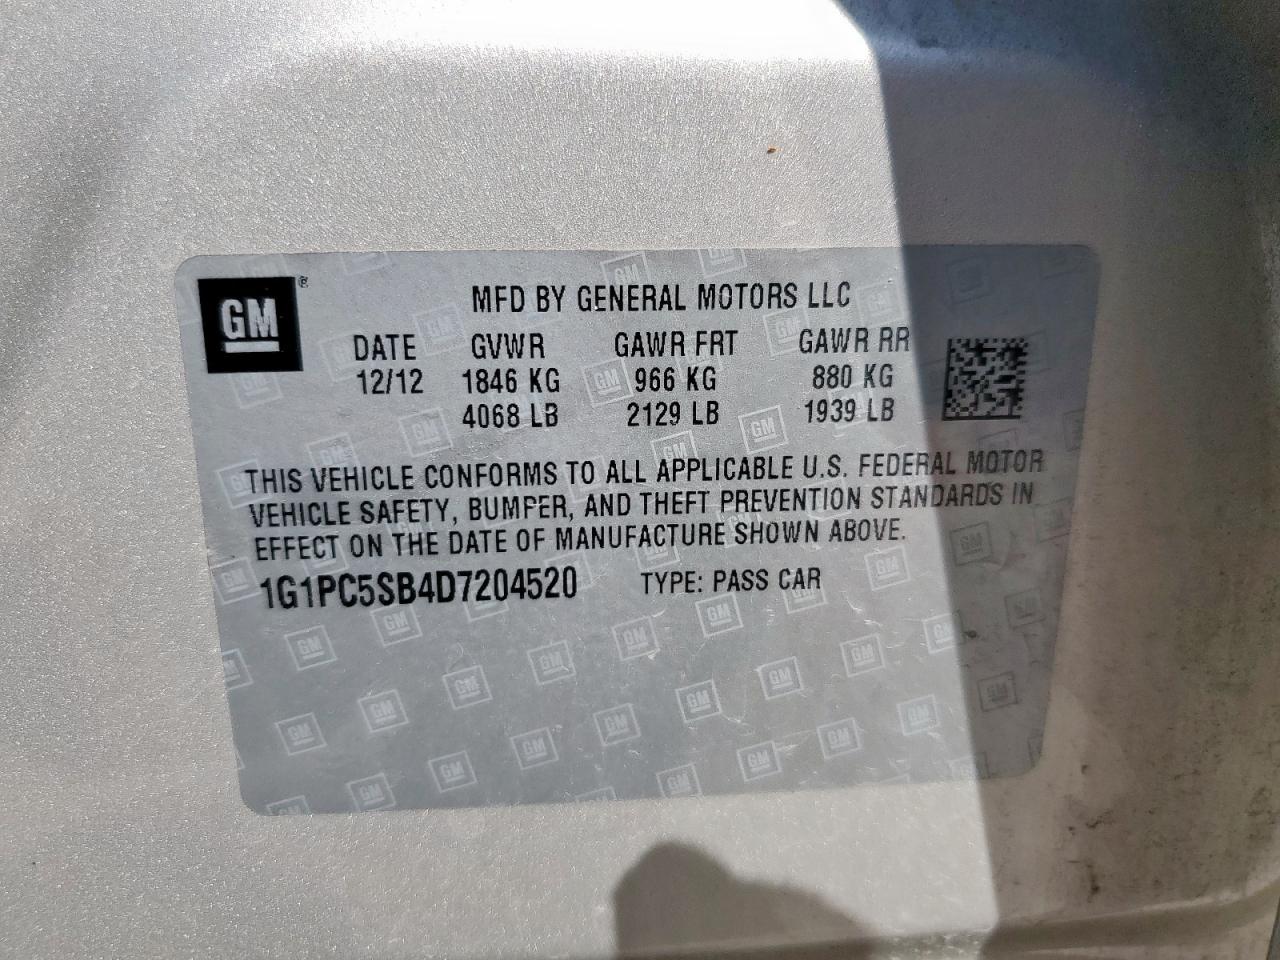 GM®
MFD BY GENERAL MOTORS LLC
DATE GVWR GAWR FRT GAWR RR
12/12 1846 KG 966 KG 880 KG
4068 LB 2129 LB 1939 LB
THIS VEHICLE CONFORMS TO ALL APPLICABLE U.S. FEDERAL MOTOR
VEHICLE SAFETY, BUMPER, AND THEFT PREVENTION STANDARDS IN
EFFECT ON THE DATE OF MANUFACTURE SHOWN ABOVE.
1G1PC5SB4D7204520 TYPE: PASS CAR